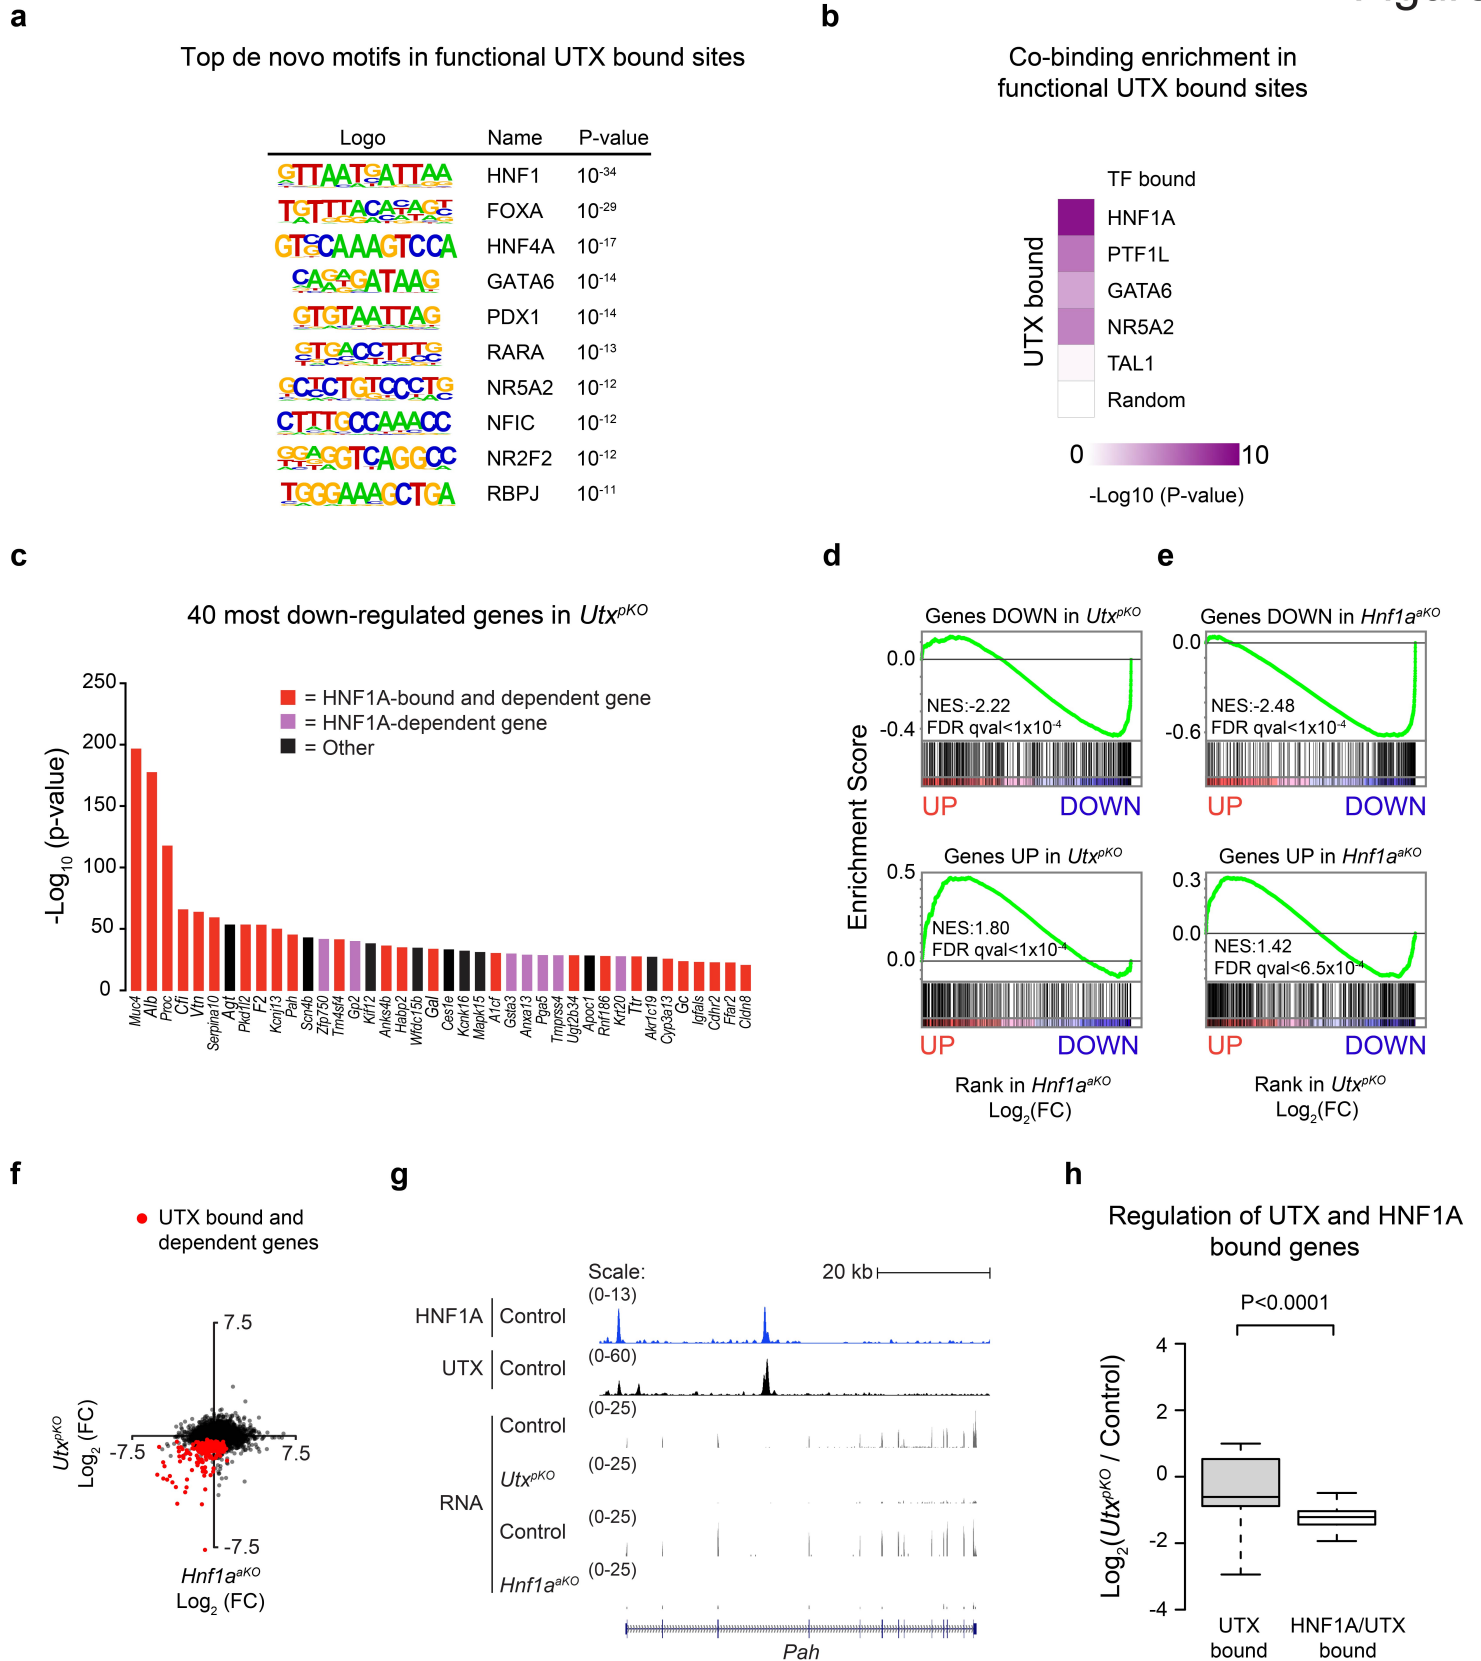 a
Top de novo motifs in functional UTX bound sites
Logo Name P-value
GTTAATGATTAA HNF1 10-34
TGTTTACACAGT FOXA 10-29
GTCCAAAGTCCA HNF4A 10-17
CAGAGATAAG GATA6 10-14
GTGTAATTAG PDX1 10-14
GTGACCTTTG RARA 10-13
GCTCTGTCCCTG NR5A2 10-12
CTTTGCCAAACC NFIC 10-12
GGAGGTCAGGCC NR2F2 10-12
TGGGAAAGCTGA RBPJ 10-11
b
Co-binding enrichment in
functional UTX bound sites
UTX bound
TF bound
HNF1A
PTF1L
GATA6
NR5A2
TAL1
Random
0 10
-Log10 (P-value)
c
40 most down-regulated genes in UtxpKO
-Log10 (p-value)
250
200
150
100
50
0
= HNF1A-bound and dependent gene
= HNF1A-dependent gene
= Other
Muc4
Alb
Proc
Cfi
Vtn
Serpina10
Agt
Pkd1l2
F2
Kcnj13
Pah
Scn4b
Zfp750
Tm4sf4
Gp2
Kif12
Anks4b
Habp2
Wfdc15b
Gal
Ces1e
Kcnk16
Mapk15
A1cf
Gsta3
Anxa13
Pga5
Tmprss4
Ugt2b34
Apoc1
Rnf186
Krt20
Ttr
Akr1c19
Cyp3a13
Gc
Igfals
Cdhr2
Ffar2
Cldn8
d
Enrichment Score
Genes DOWN in UtxpKO
0.0
-0.4
NES:-2.22
FDR qval<1x10-4
UP DOWN
Genes UP in UtxpKO
0.5
0.0
NES:1.80
FDR qval<1x10-4
UP DOWN
Rank in Hnf1aaKO
Log2(FC)
e
Genes DOWN in Hnf1aaKO
0.0
-0.6
NES:-2.48
FDR qval<1x10-4
UP DOWN
Genes UP in Hnf1aaKO
0.3
0.0
NES:1.42
FDR qval<6.5x10-4
UP DOWN
Rank in UtxpKO
Log2(FC)
f
UTX bound and
dependent genes
7.5
-7.5 7.5
-7.5
UtxpKO
Log2 (FC)
Hnf1aaKO
Log2 (FC)
g
Scale: 20 kb
(0-13)
HNF1A Control
(0-60)
UTX Control
(0-25)
Control
(0-25)
UtxpKO
RNA
(0-25)
Control
(0-25)
Hnf1aaKO
Pah
h
Regulation of UTX and HNF1A
bound genes
P<0.0001
Log2(UtxpKO / Control)
4
2
0
-2
-4
UTX
bound
HNF1A/UTX
bound